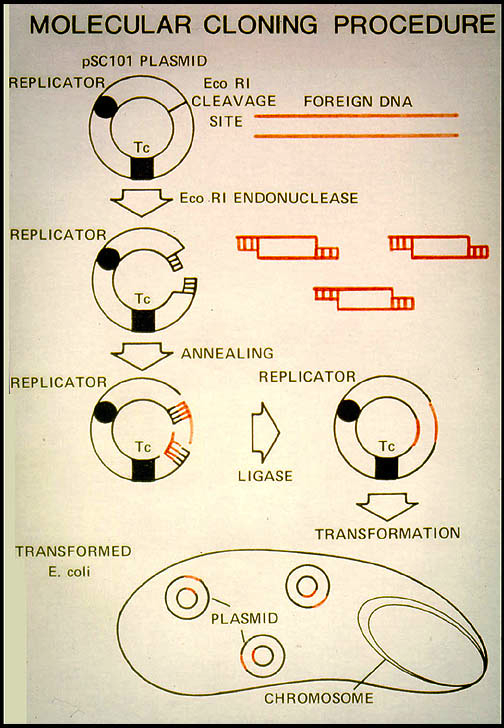 MOLECULAR CLONING PROCEDURE
pSC101 PLASMID
REPLICATOR
Eco RI
CLEAVAGE
SITE
FOREIGN DNA
Tc
Eco RI ENDONUCLEASE
REPLICATOR
Tc
ANNEALING
REPLICATOR
Tc
LIGASE
REPLICATOR
Tc
TRANSFORMATION
TRANSFORMED
E. coli
PLASMID
CHROMOSOME